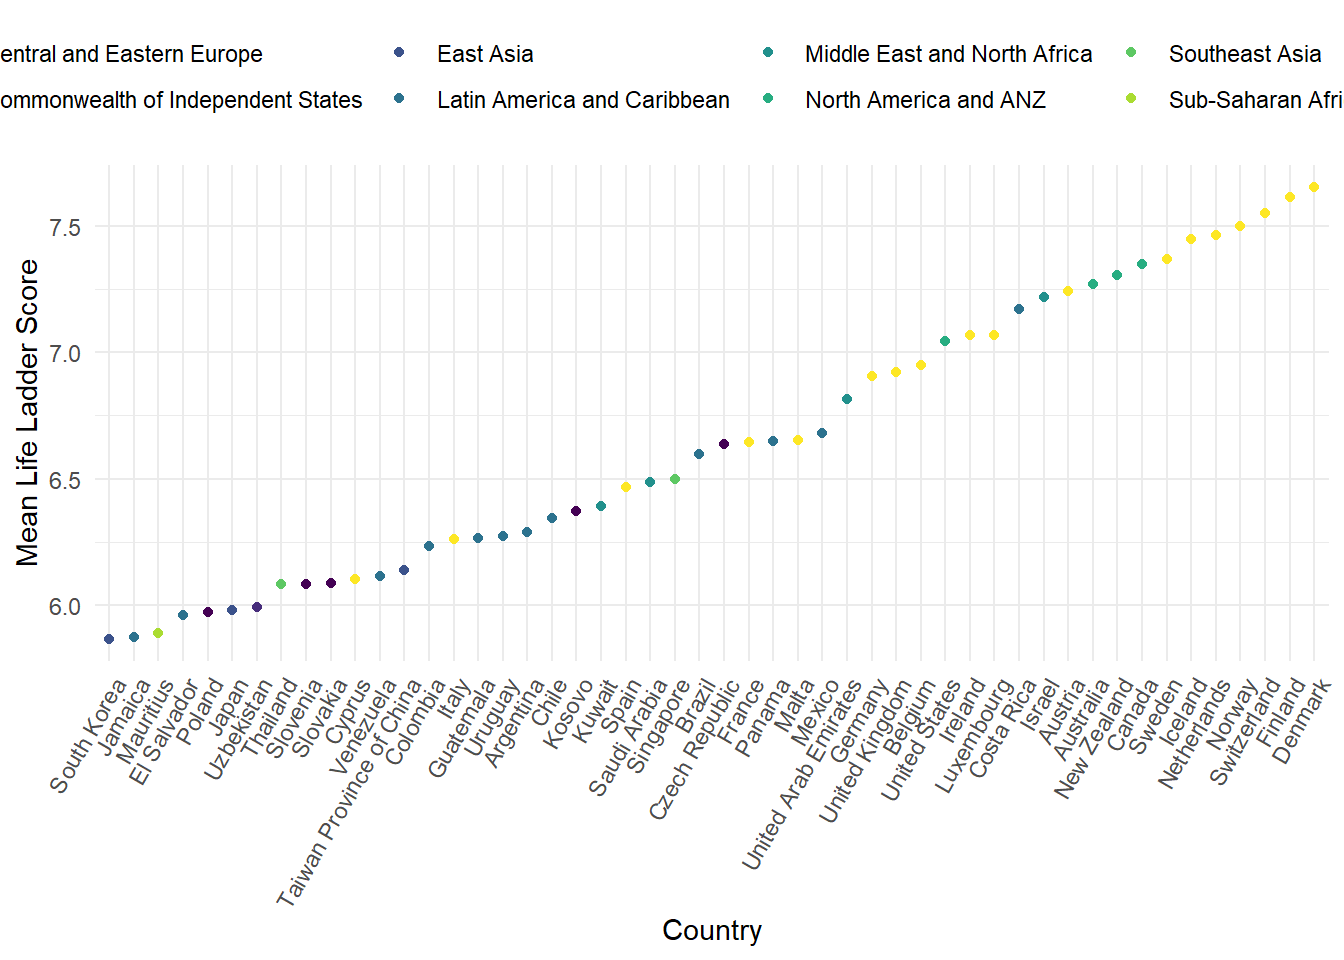 entral and Eastern Europe
East Asia
Middle East and North Africa
Southeast Asia
ommonwealth of Independent States
Latin America and Caribbean
North America and ANZ
Sub-Saharan Afri
Mean Life Ladder Score
7.5
7.0
6.5
6.0
South Korea
Jamaica
Mauritius
El Salvador
Poland
Japan
Uzbekistan
Thailand
Slovenia
Slovakia
Cyprus
Venezuela
Taiwan Province of China
Colombia
Italy
Guatemala
Uruguay
Argentina
Chile
Kosovo
Kuwait
Spain
Saudi Arabia
Singapore
Brazil
Czech Republic
France
Panama
Malta
Mexico
United Arab Emirates
Germany
United Kingdom
Belgium
United States
Ireland
Luxembourg
Costa Rica
Israel
Austria
Australia
New Zealand
Canada
Sweden
Iceland
Netherlands
Norway
Switzerland
Finland
Denmark
Country